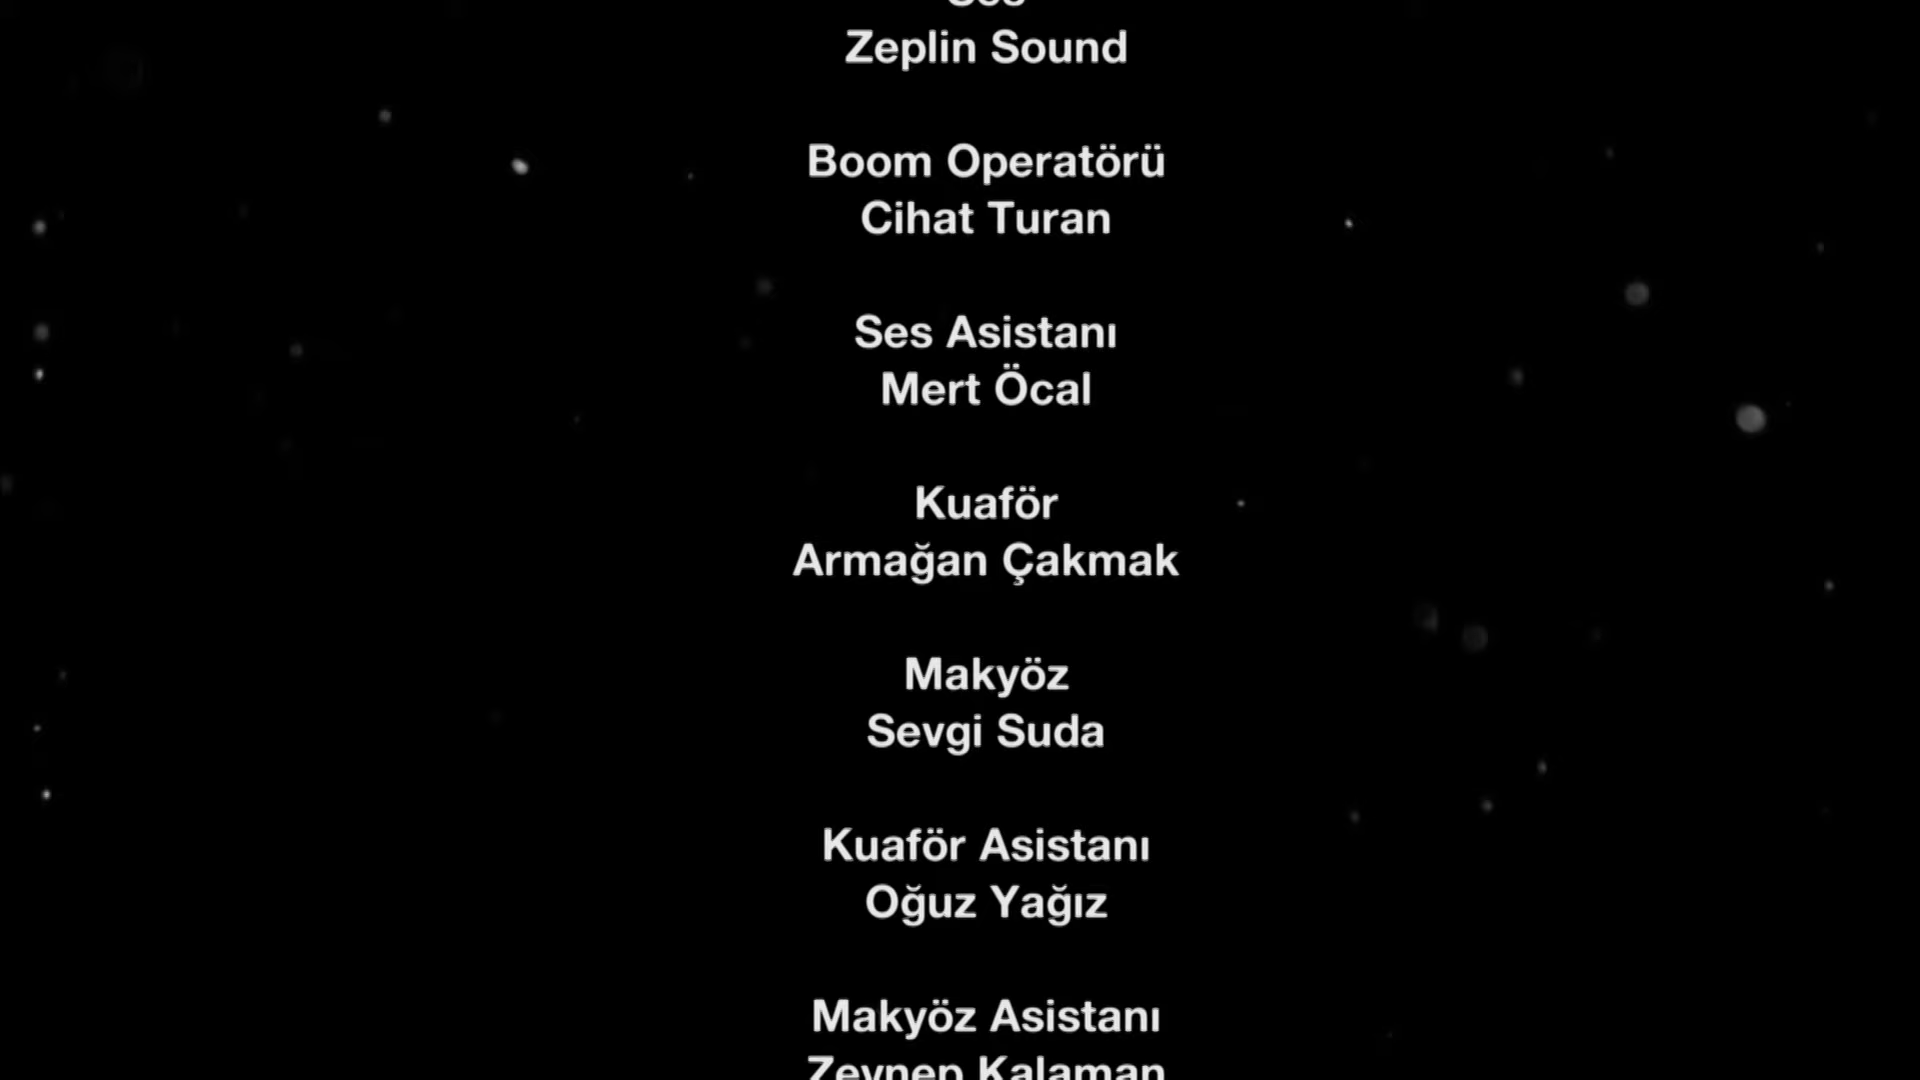 Ses
Zeplin Sound
Boom Operatörü
Cihat Turan
Ses Asistanı
Mert Öcal
Kuaför
Armağan Çakmak
Makyöz
Sevgi Suda
Kuaför Asistanı
Oğuz Yağız
Makyöz Asistanı
Zeynep Kalaman